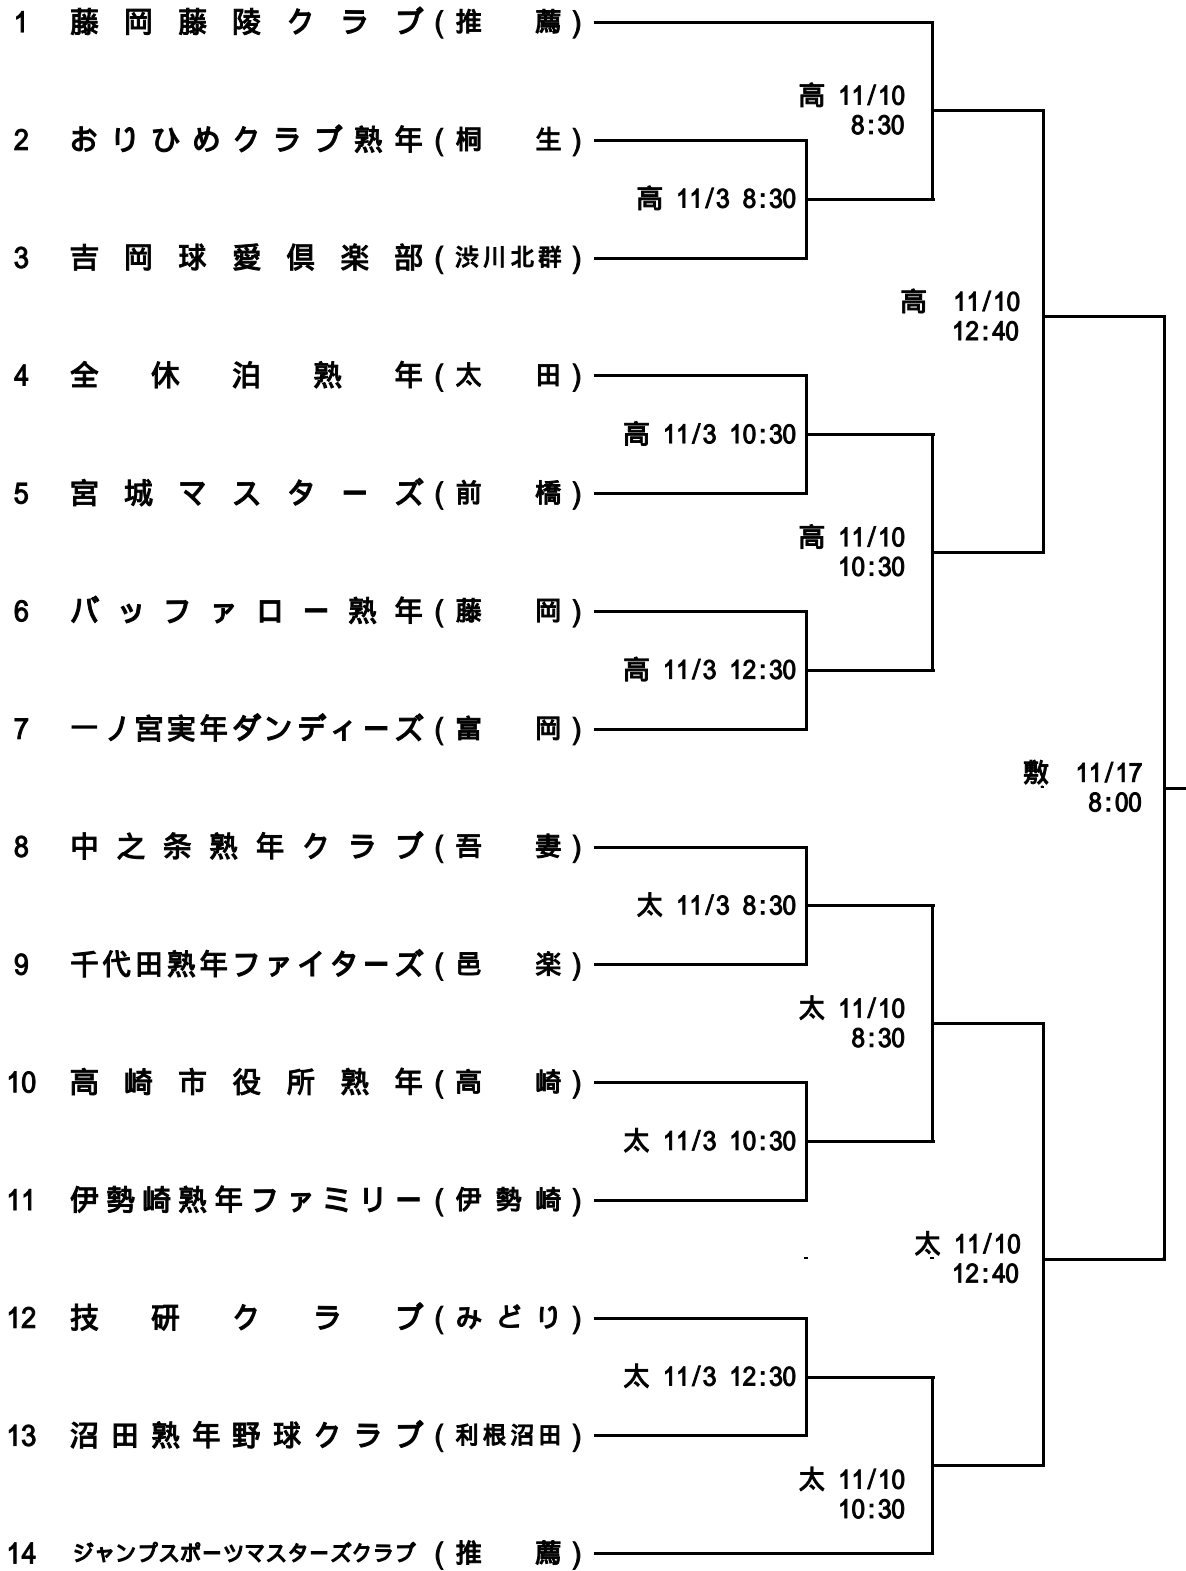 1 藤岡藤陵クラブ(推薦)
高 11/10
8:30
2 おりひめクラブ熟年(桐生)
高 11/3 8:30
3 吉岡球愛倶楽部(渋川北群)
高 11/10
12:40
4 全休泊熟年(太田)
高 11/3 10:30
5 宮城マスターズ(前橋)
高 11/10
10:30
6 バッファロー熟年(藤岡)
高 11/3 12:30
7 一ノ宮実年ダンディーズ(富岡)
敷 11/17
8:00
8 中之条熟年クラブ(吾妻)
太 11/3 8:30
9 千代田熟年ファイターズ(邑楽)
太 11/10
8:30
10 高崎市役所熟年(高崎)
太 11/3 10:30
11 伊勢崎熟年ファミリー(伊勢崎)
太 11/10
12:40
12 技研クラブ(みどり)
太 11/3 12:30
13 沼田熟年野球クラブ(利根沼田)
太 11/10
10:30
14 ジャンプスポーツマスターズクラブ(推薦)